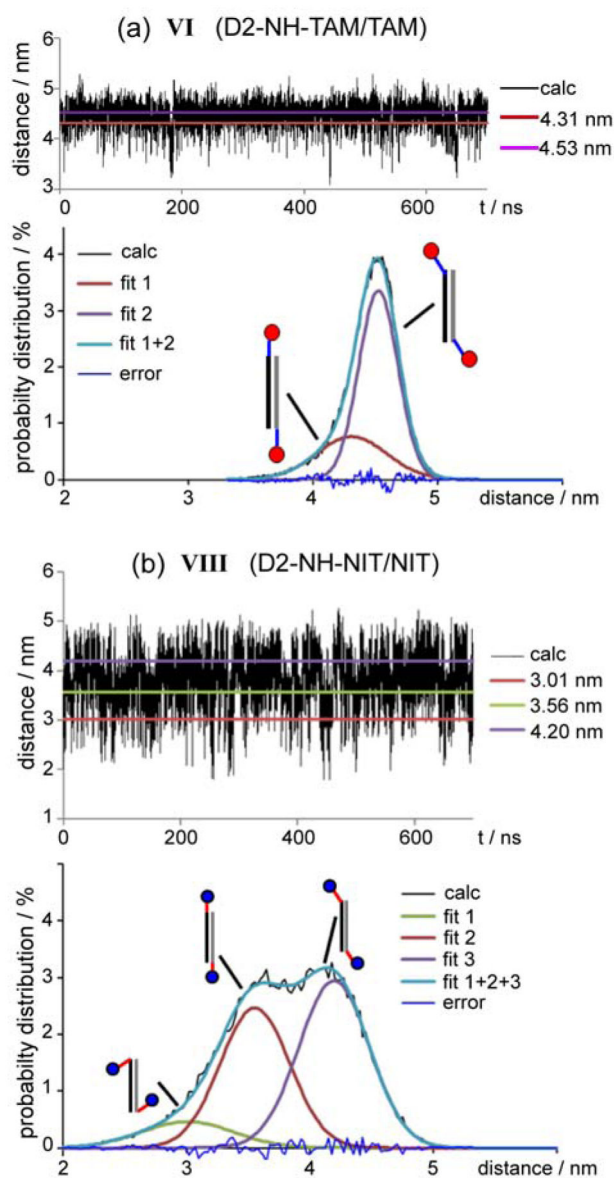 (a) VI (D2-NH-TAM/TAM)
distance / nm
6
5
4
3
0
200
400
600
t / ns
calc
4.31 nm
4.53 nm
probabilty distribution / %
4
3
2
1
0
calc
fit 1
fit 2
fit 1+2
error
2
3
4
5
distance / nm
(b) VIII (D2-NH-NIT/NIT)
distance / nm
6
5
4
3
2
1
0
200
400
600
t / ns
calc
3.01 nm
3.56 nm
4.20 nm
probabilty distribution / %
4
3
2
1
0
calc
fit 1
fit 2
fit 3
fit 1+2+3
error
2
3
4
5
distance / nm